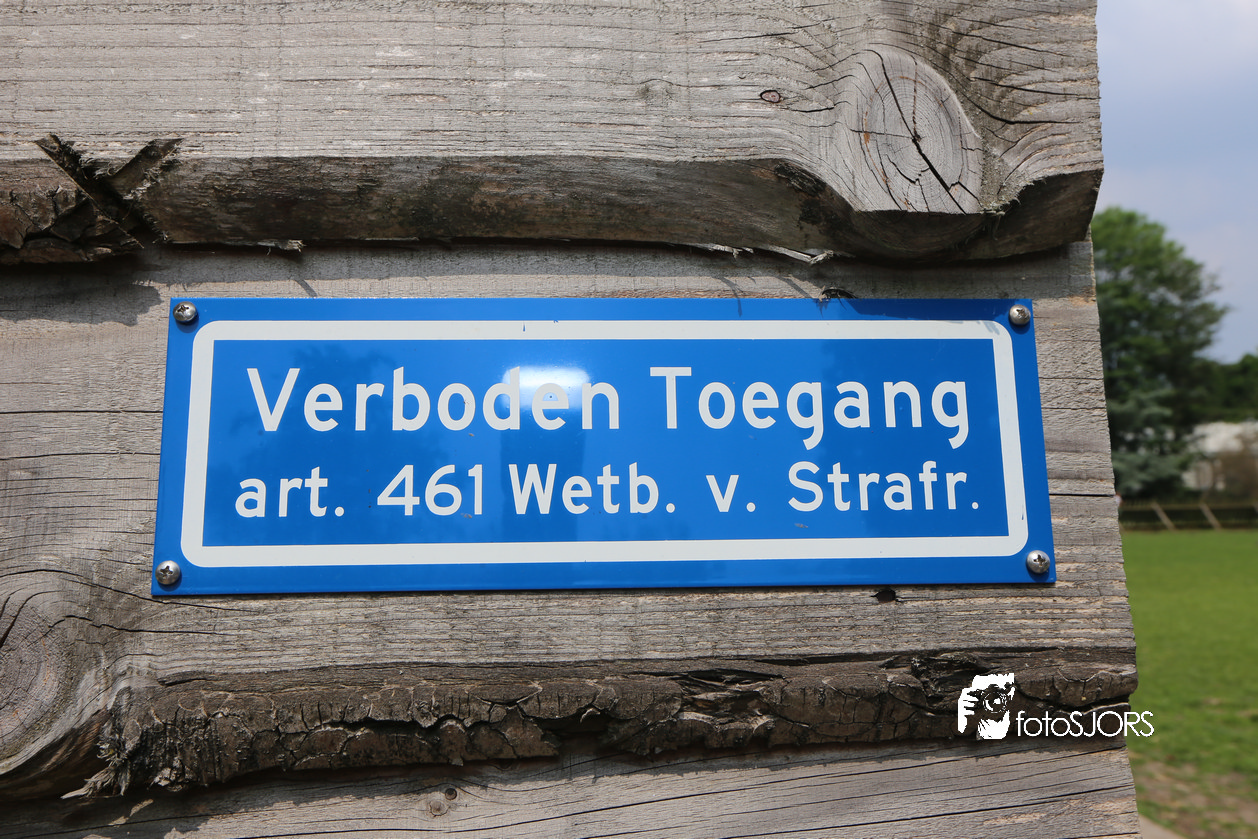 Verboden Toegang
art. 461 Wetb. v. Strafr.
fotoSJORS